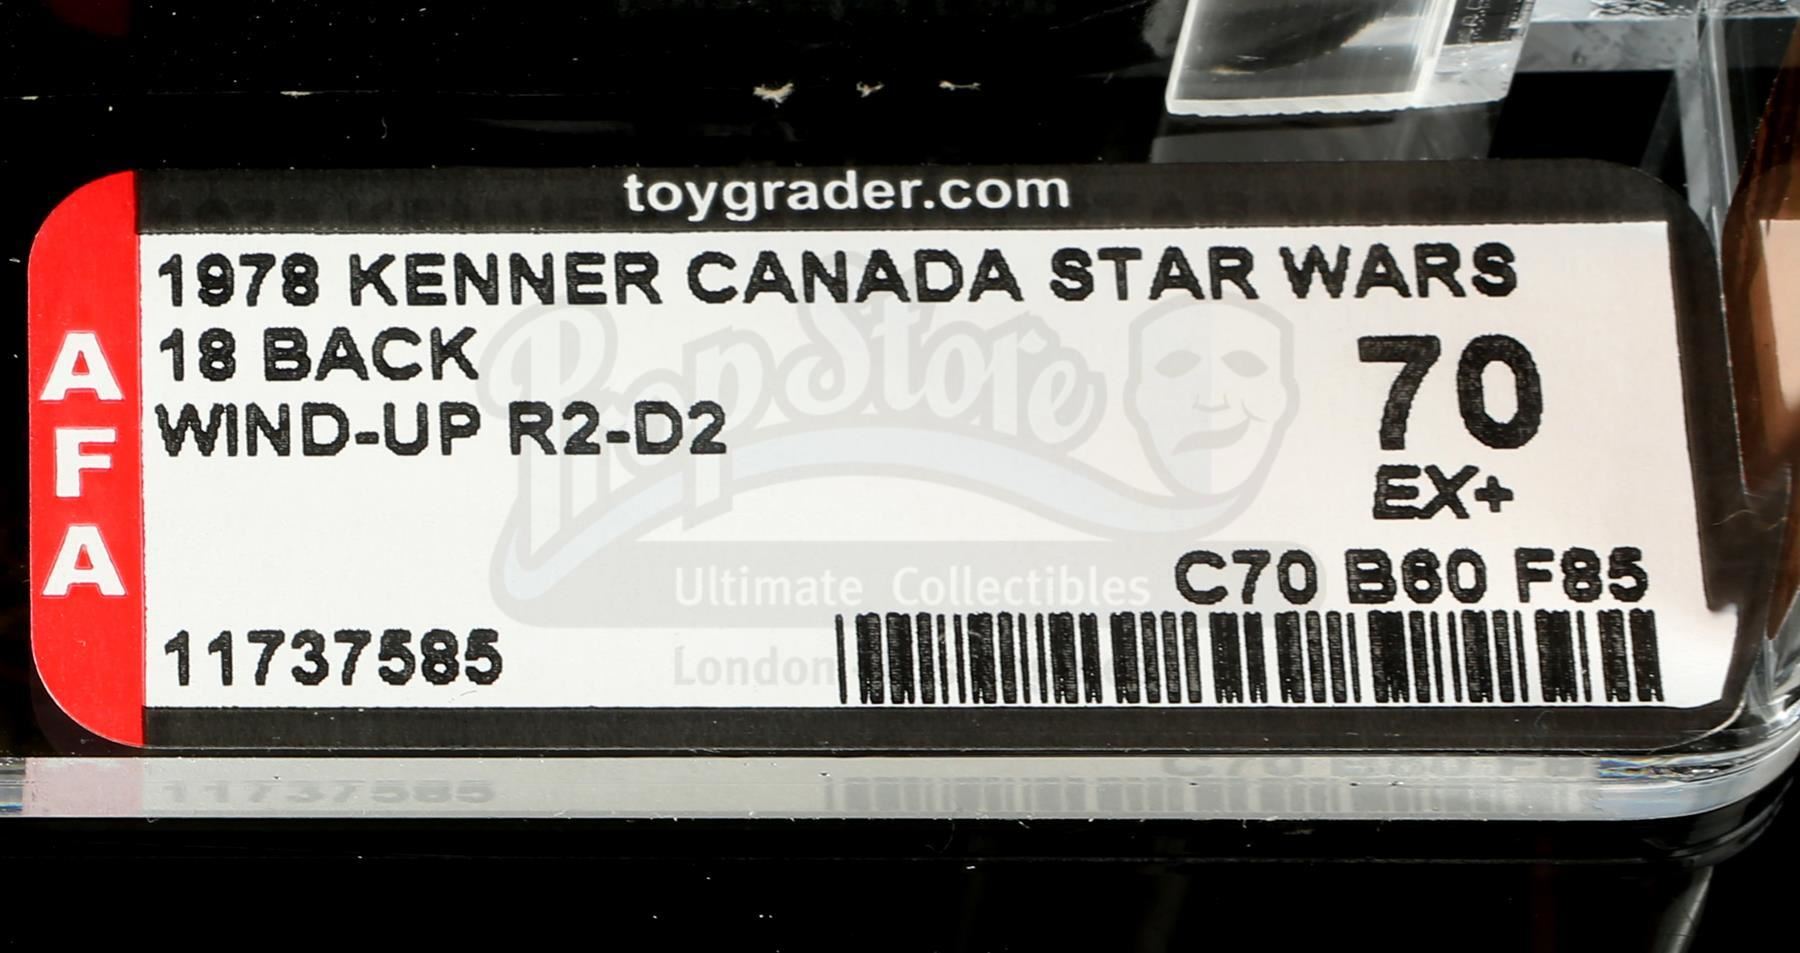 toygrader.com
AFA
1978 KENNER CANADA STAR WARS
18 BACK
WIND-UP R2-D2
70
EX+
C70 B60 F85
11737585
PropStore
Ultimate Collectibles
London